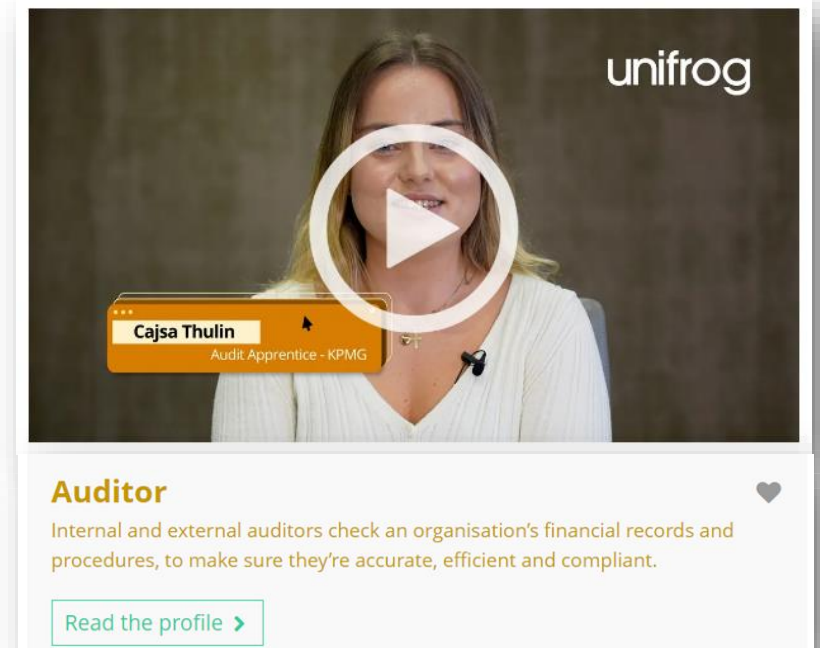 unifrog
Cajsa Thulin
Audit Apprentice - KPMG
Auditor
Internal and external auditors check an organisation's financial records and
procedures, to make sure they're accurate, efficient and compliant.
Read the profile